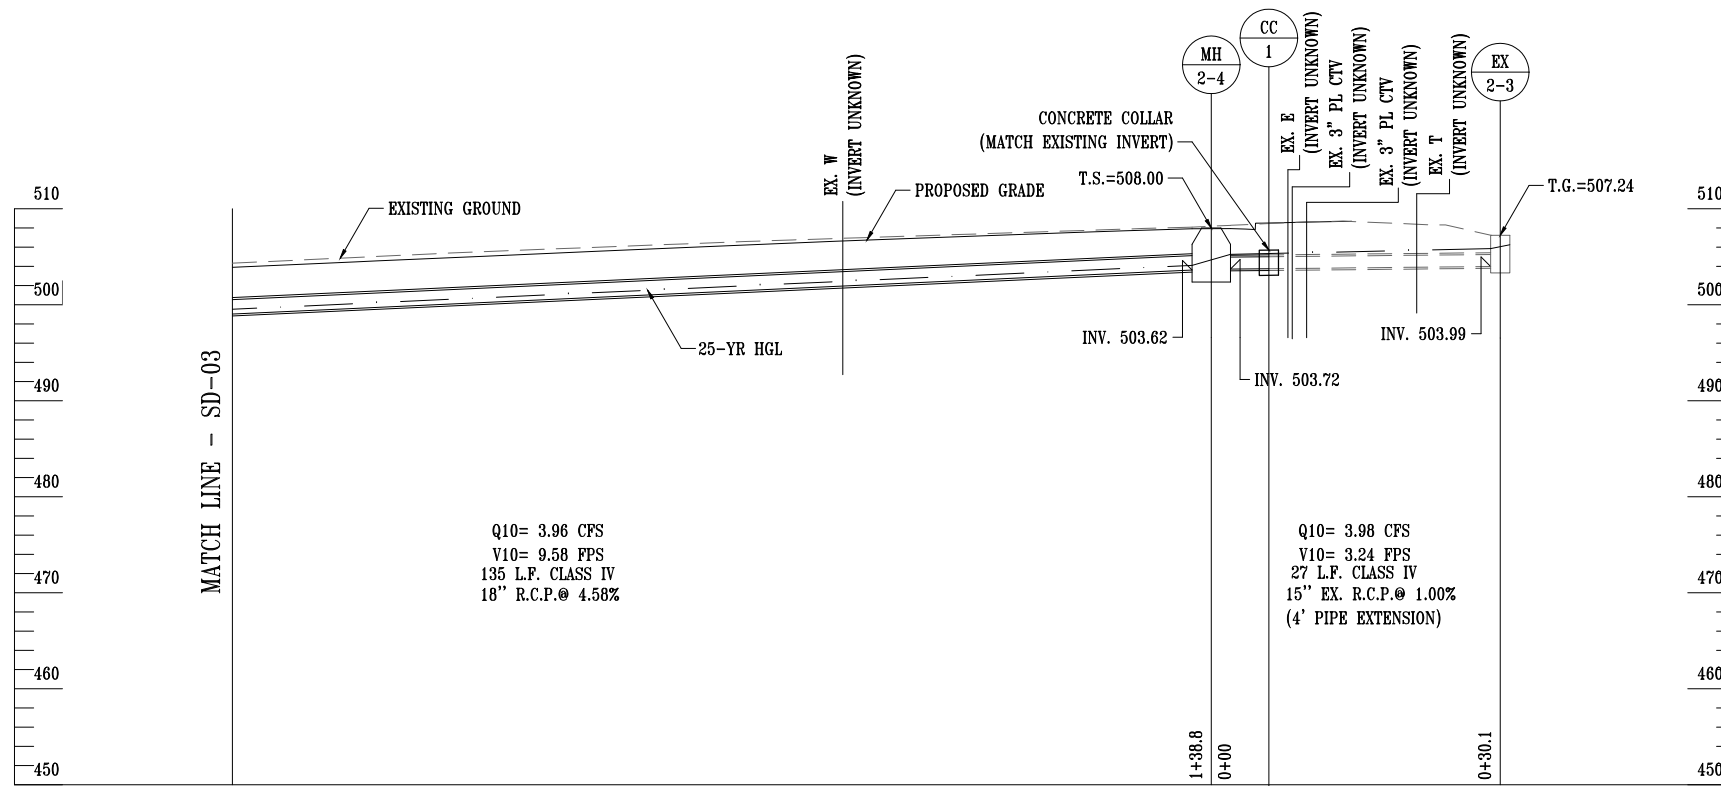 MH
2-4
CC
1
EX
2-3
EX. W
(INVERT UNKNOWN)
CONCRETE COLLAR
(MATCH EXISTING INVERT)
T.S.=508.00
EX. E
(INVERT UNKNOWN)
EX. 3" PL CTV
(INVERT UNKNOWN)
EX. 3" PL CTV
(INVERT UNKNOWN)
EX. T
(INVERT UNKNOWN)
T.G.=507.24
EXISTING GROUND
PROPOSED GRADE
510
500
490
480
470
460
450
510
500
490
480
470
460
450
MATCH LINE - SD-03
25-YR HGL
INV. 503.62
INV. 503.72
INV. 503.99
Q10= 3.96 CFS
V10= 9.58 FPS
135 L.F. CLASS IV
18'' R.C.P.@ 4.58%
Q10= 3.98 CFS
V10= 3.24 FPS
27 L.F. CLASS IV
15'' EX. R.C.P.@ 1.00%
(4' PIPE EXTENSION)
1+38.8
0+00
0+30.1